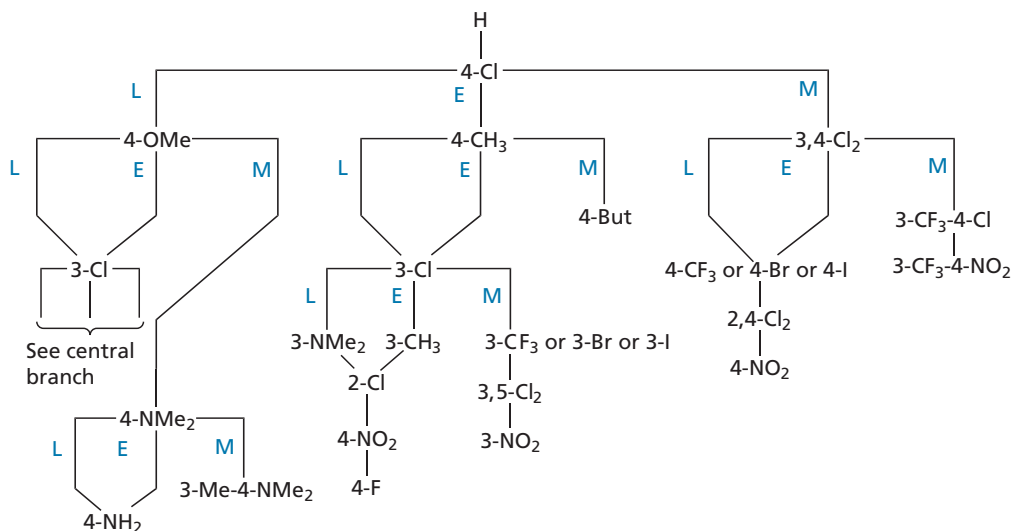 H
4-Cl
L E M
4-OMe 4-CH₃ 3,4-Cl₂
L E M L E M L E M
4-But
3-CF₃-4-Cl
3-Cl 3-Cl 4-CF₃ or 4-Br or 4-I 3-CF₃-4-NO₂
L E M
2,4-Cl₂
See central
branch
3-NMe₂ 3-CH₃ 3-CF₃ or 3-Br or 3-I
4-NO₂
2-Cl 3,5-Cl₂
4-NMe₂
L E M
4-NO₂ 3-NO₂
3-Me-4-NMe₂ 4-F
4-NH₂